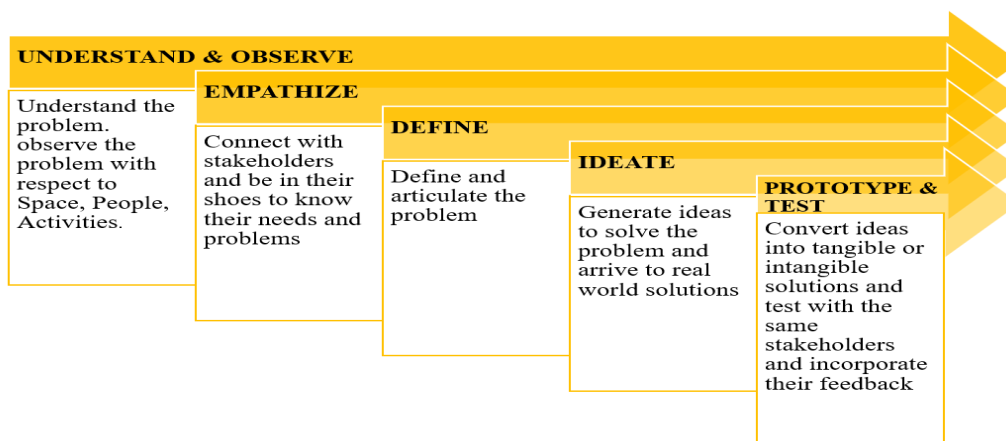 UNDERSTAND & OBSERVE
Understand the
problem.
observe the
problem with
respect to
Space, People,
Activities.
EMPATHIZE
Connect with
stakeholders
and be in their
shoes to know
their needs and
problems
DEFINE
Define and
articulate the
problem
IDEATE
Generate ideas
to solve the
problem and
arrive to real
world solutions
PROTOTYPE &
TEST
Convert ideas
into tangible or
intangible
solutions and
test with the
same
stakeholders
and incorporate
their feedback